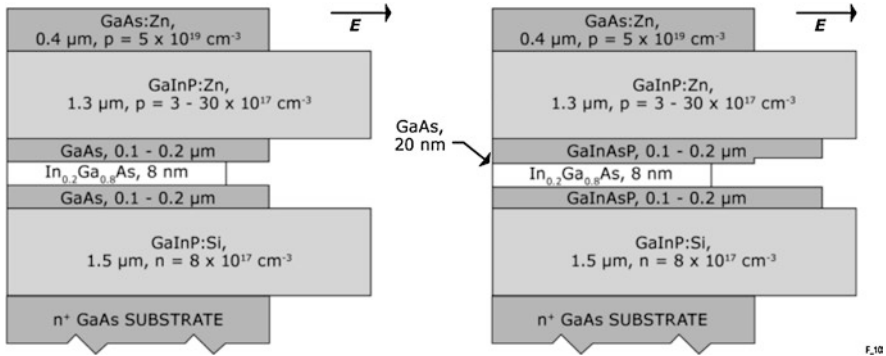 GaAs:Zn,
0.4 µm, p = 5 x 10¹⁹ cm⁻³
E
GaInP:Zn,
1.3 µm, p = 3 - 30 x 10¹⁷ cm⁻³
GaAs, 0.1 - 0.2 µm
In₀.₂Ga₀.₈As, 8 nm
GaAs, 0.1 - 0.2 µm
GaInP:Si,
1.5 µm, n = 8 x 10¹⁷ cm⁻³
n⁺ GaAs SUBSTRATE
GaAs:Zn,
0.4 µm, p = 5 x 10¹⁹ cm⁻³
E
GaInP:Zn,
1.3 µm, p = 3 - 30 x 10¹⁷ cm⁻³
GaAs,
20 nm
GaInAsP, 0.1 - 0.2 µm
In₀.₂Ga₀.₈As, 8 nm
GaInAsP, 0.1 - 0.2 µm
GaInP:Si,
1.5 µm, n = 8 x 10¹⁷ cm⁻³
n⁺ GaAs SUBSTRATE